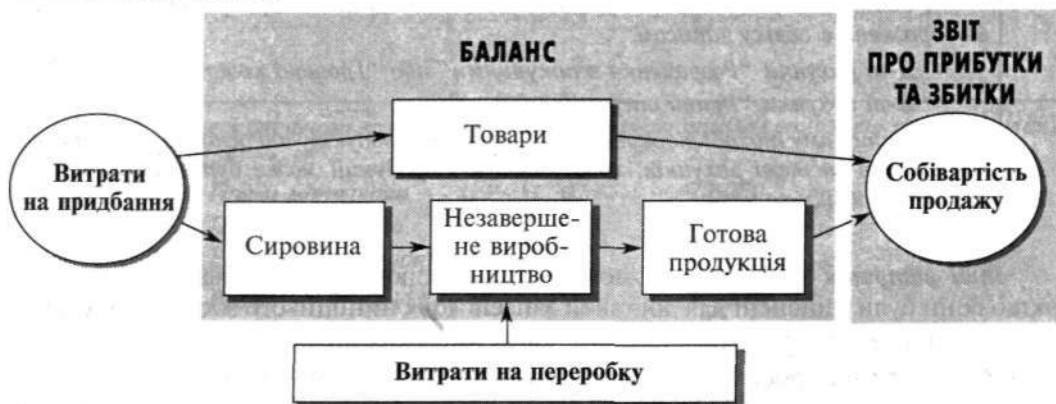 БАЛАНС
ЗВІТ
ПРО ПРИБУТКИ
ТА ЗБИТКИ
Витрати
на придбання
Товари
Собівартість
продажу
Сировина
Незаверше-
не вироб-
ництво
Готова
продукція
Витрати на переробку